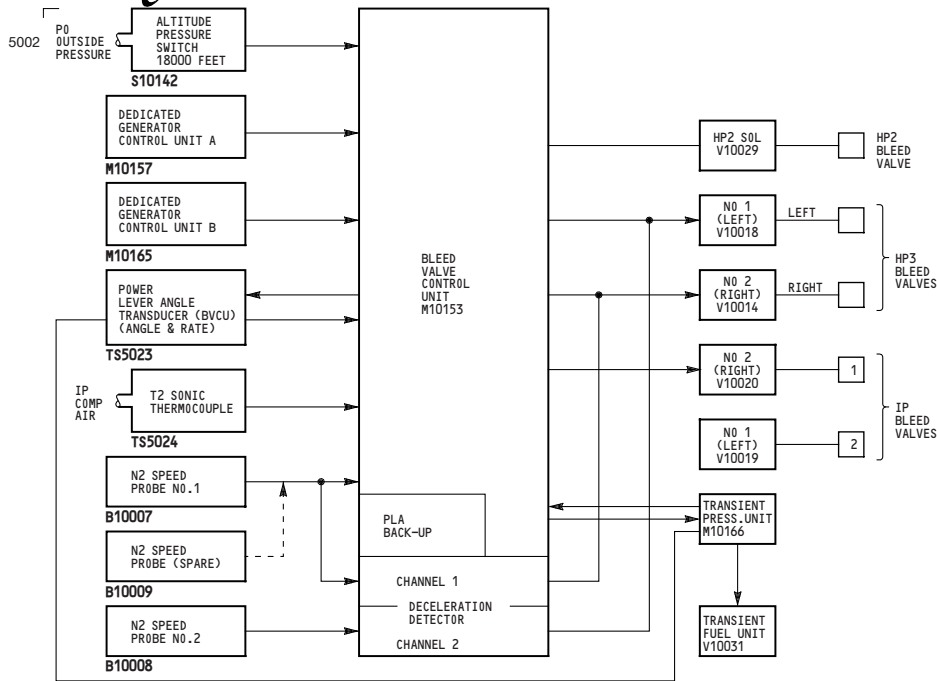 5002
P0
OUTSIDE
PRESSURE
ALTITUDE
PRESSURE
SWITCH
18000 FEET
S10142
DEDICATED
GENERATOR
CONTROL UNIT A
M10157
DEDICATED
GENERATOR
CONTROL UNIT B
M10165
POWER
LEVER ANGLE
TRANSDUCER (BVCU)
(ANGLE & RATE)
TS5023
IP
COMP
AIR
T2 SONIC
THERMOCOUPLE
TS5024
N2 SPEED
PROBE NO.1
B10007
N2 SPEED
PROBE (SPARE)
B10009
N2 SPEED
PROBE NO.2
B10008
BLEED
VALVE
CONTROL
UNIT
M10153
PLA
BACK-UP
CHANNEL 1
DECELERATION
DETECTOR
CHANNEL 2
HP2 SOL
V10029
HP2
BLEED
VALVE
NO 1
(LEFT)
V10018
LEFT
NO 2
(RIGHT)
V10014
RIGHT
HP3
BLEED
VALVES
NO 2
(RIGHT)
V10020
1
NO 1
(LEFT)
V10019
2
IP
BLEED
VALVES
TRANSIENT
PRESS.UNIT
M10166
TRANSIENT
FUEL UNIT
V10031